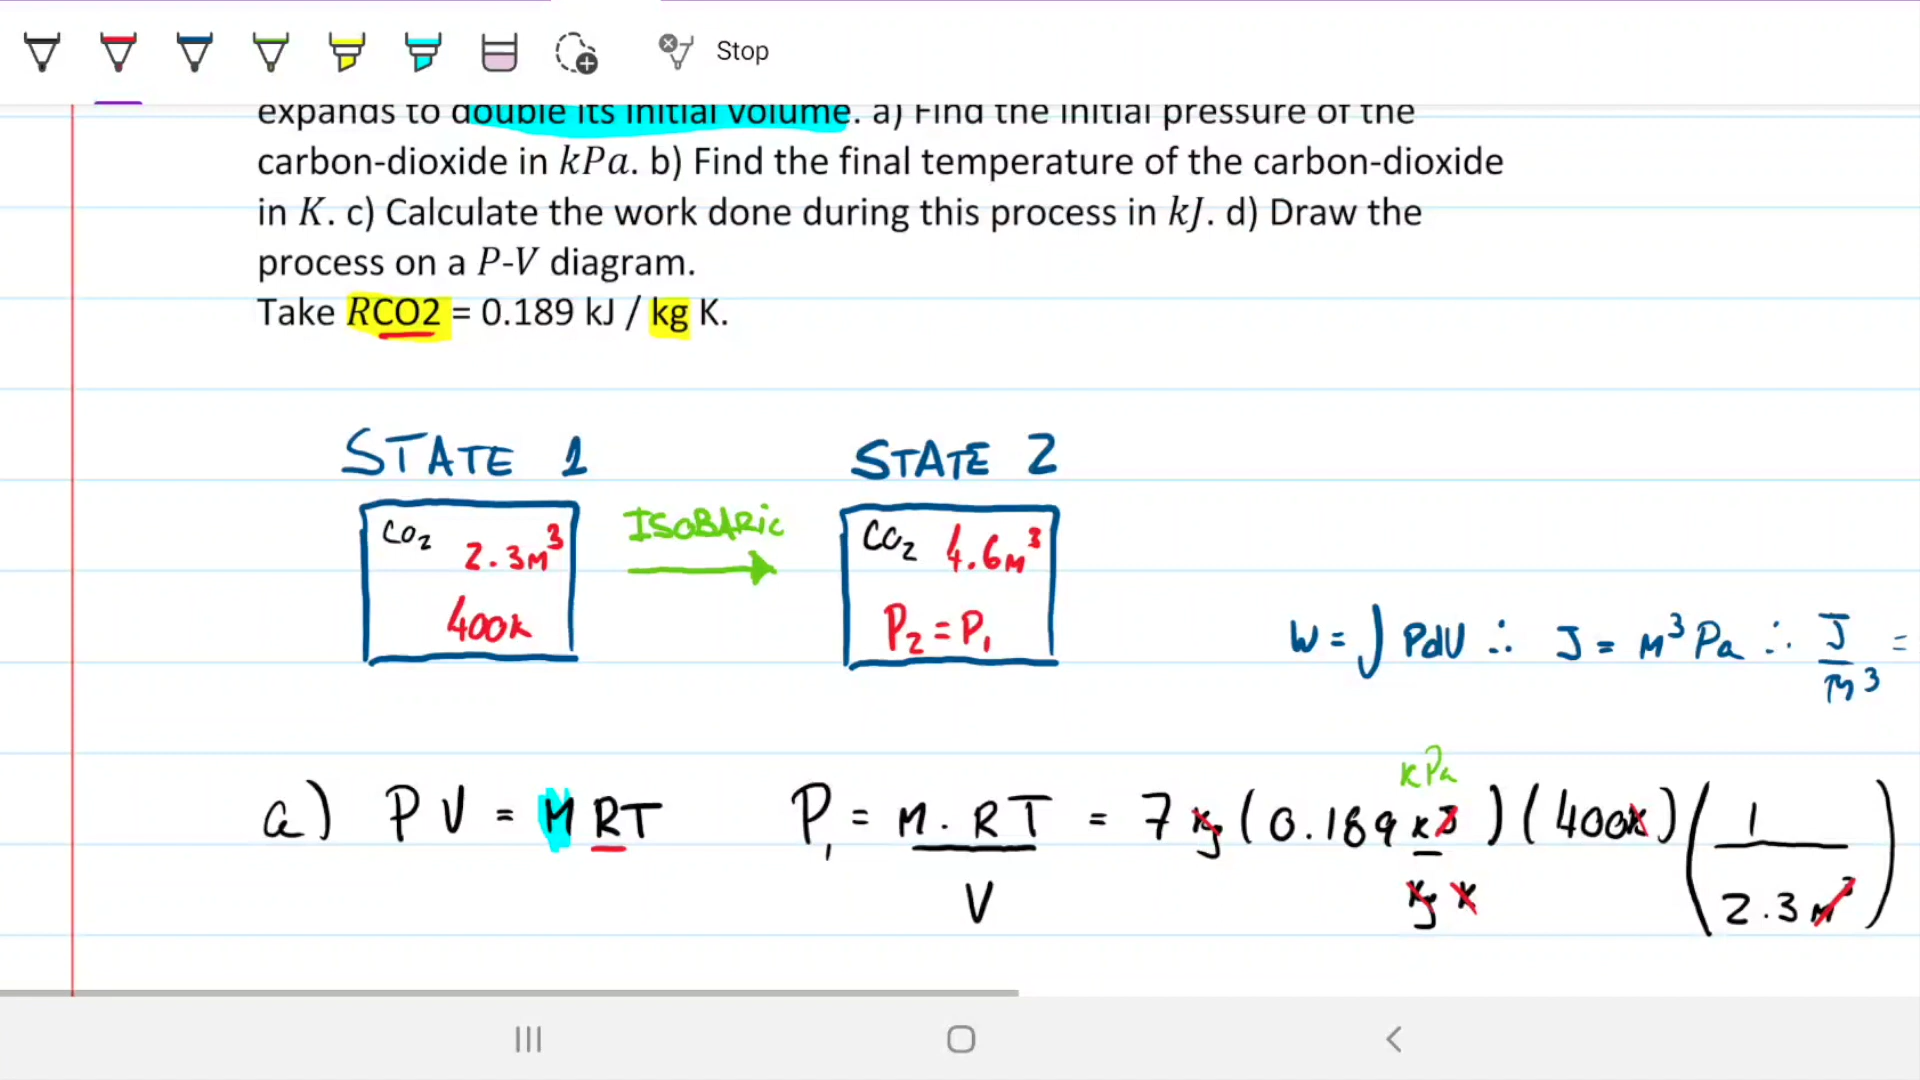 Stop
expands to double its initial volume. a) Find the initial pressure of the
carbon-dioxide in kPa. b) Find the final temperature of the carbon-dioxide
in K. c) Calculate the work done during this process in kJ. d) Draw the
process on a P-V diagram.
Take RCO2 = 0.189 kJ / kg K.
STATE 1
STATE 2
CO₂ 2.3m³
400K
ISOBARIC
CO₂ 4.6m³
P₂ = P₁
W = ∫ PdV ∴ J = m³ Pa ∴ J/m³ =
a) PV = MRT
P₁ = M.RT/V = 7 kg (0.189 kJ/kg K) (400K) (1/2.3m³)
kPa